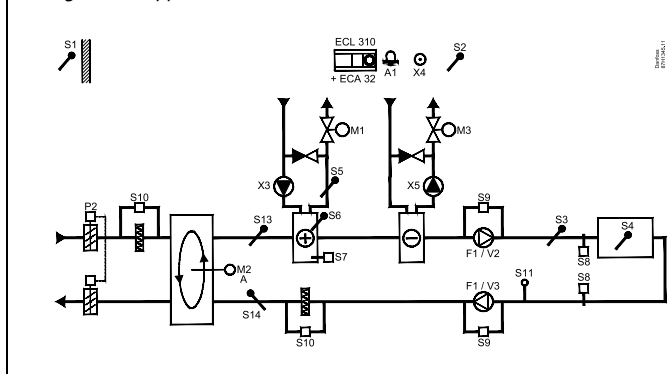 S1
ECL 310
+ ECA 32
A1
X4
S2
M1
M3
X3
S5
X5
P2
S10
S13
S6
S9
S3
S4
S7
F1 / V2
S8
M2
A
S11
S8
S14
F1 / V3
S10
S9
Danfoss